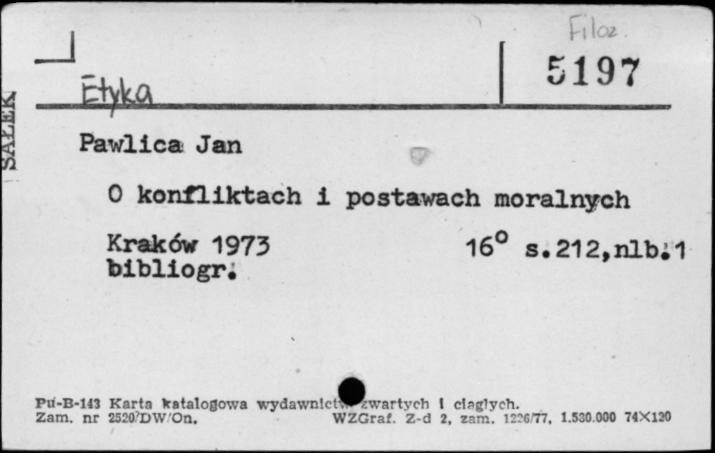 Filoz.
5197
Etyka
SAŁEK
Pawlica Jan
O konfliktach i postawach moralnych
Kraków 1973 16° s.212,nlb.1
bibliogr.
Pu-B-143 Karta katalogowa wydawnictw zwartych i ciągłych.
Zam. nr 2520/DW/On. WZGraf. Z-d 2, zam. 1226/77, 1.530.000 74X120